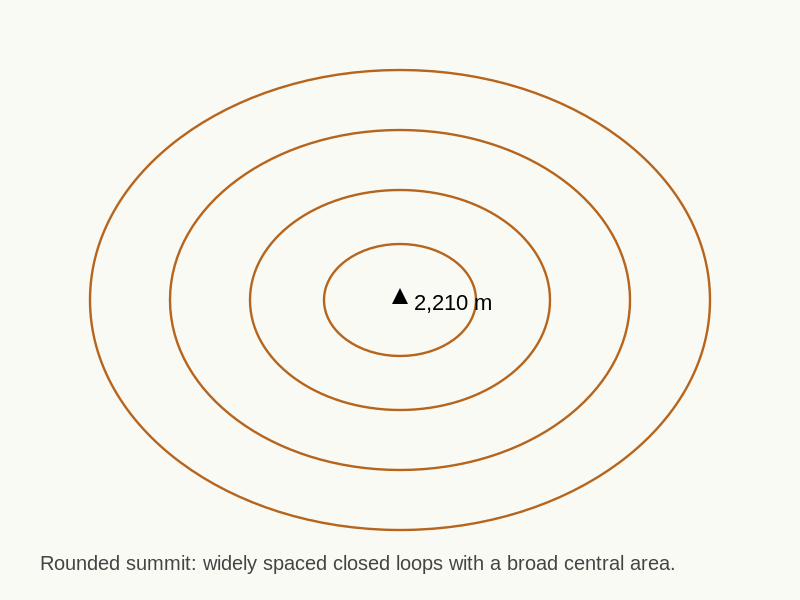 2,210 m
Rounded summit: widely spaced closed loops with a broad central area.